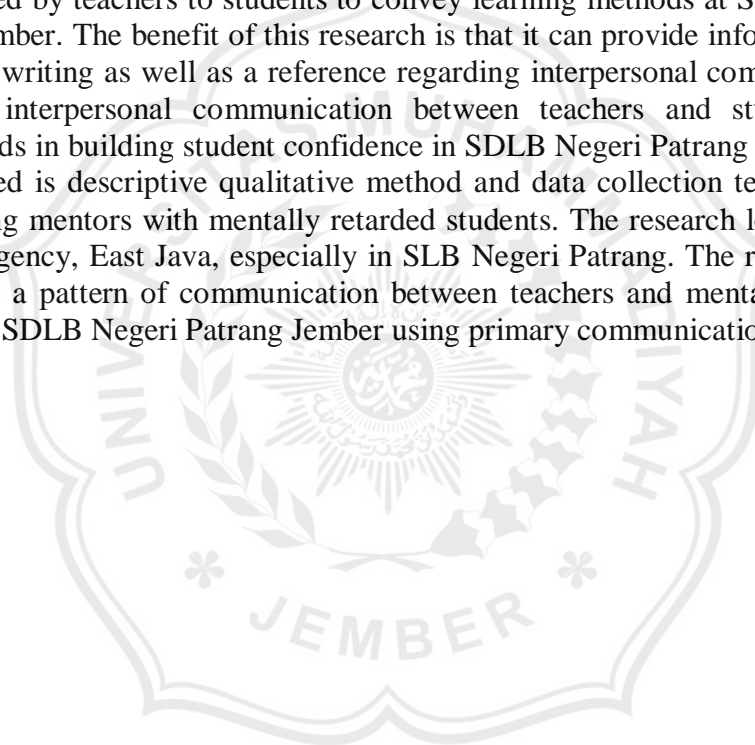 ed by teachers to students to convey learning methods at S
mber. The benefit of this research is that it can provide info
writing as well as a reference regarding interpersonal com
interpersonal communication between teachers and st
ds in building student confidence in SDLB Negeri Patrang
ed is descriptive qualitative method and data collection te
ng mentors with mentally retarded students. The research l
gency, East Java, especially in SLB Negeri Patrang. The r
a pattern of communication between teachers and menta
SDLB Negeri Patrang Jember using primary communicatio
UNIVERSITAS MUHAMMADIYAH
JEMBER